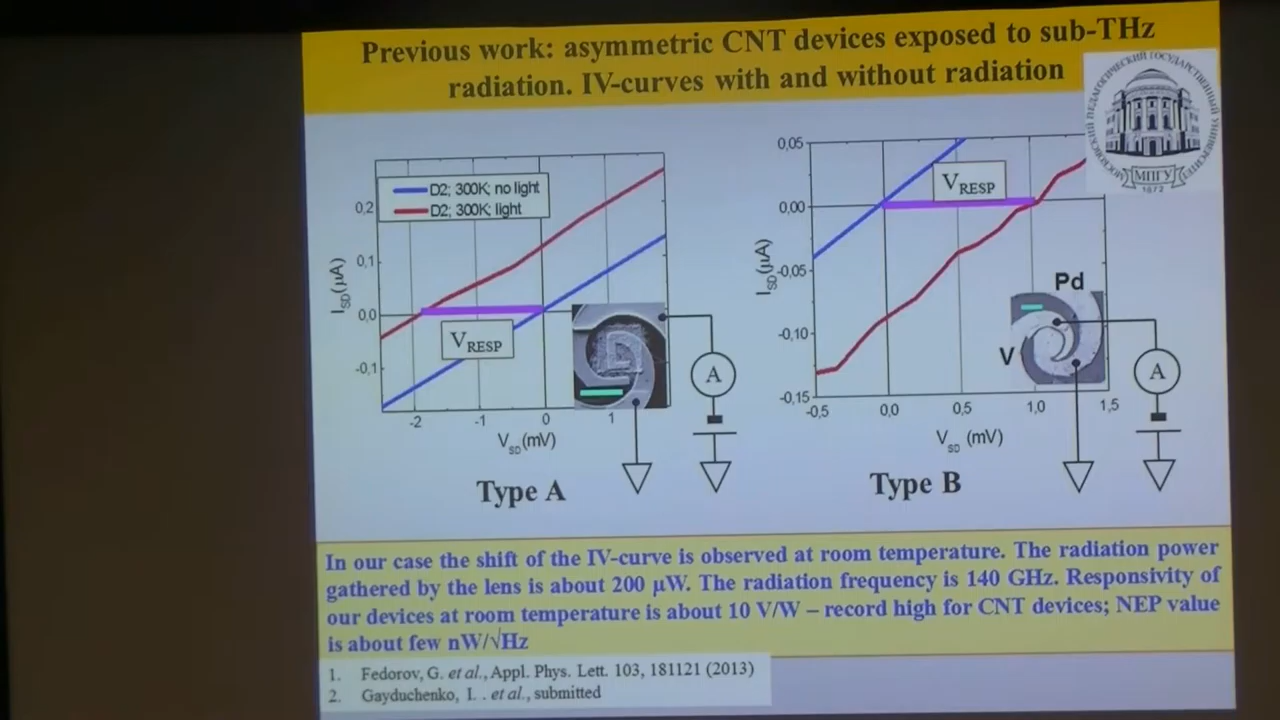 Previous work: asymmetric CNT devices exposed to sub-THz
radiation. IV-curves with and without radiation
МОСКОВСКИЙ ПЕДАГОГИЧЕСКИЙ ГОСУДАРСТВЕННЫЙ УНИВЕРСИТЕТ
МПГУ
1872
D2; 300K; no light
D2; 300K; light
0,2
0,1
0,0
-0,1
I_SD(μA)
V_RESP
-2 -1 0 1
V_SD(mV)
A
Type A
0,05
0,00
-0,05
-0,10
-0,15
I_SD(μA)
V_RESP
Pd
V
-0,5 0,0 0,5 1,0 1,5
V_SD (mV)
A
Type B
In our case the shift of the IV-curve is observed at room temperature. The radiation power
gathered by the lens is about 200 μW. The radiation frequency is 140 GHz. Responsivity of
our devices at room temperature is about 10 V/W – record high for CNT devices; NEP value
is about few nW/√Hz
1. Fedorov, G. et al., Appl. Phys. Lett. 103, 181121 (2013)
2. Gayduchenko, I. . et al., submitted